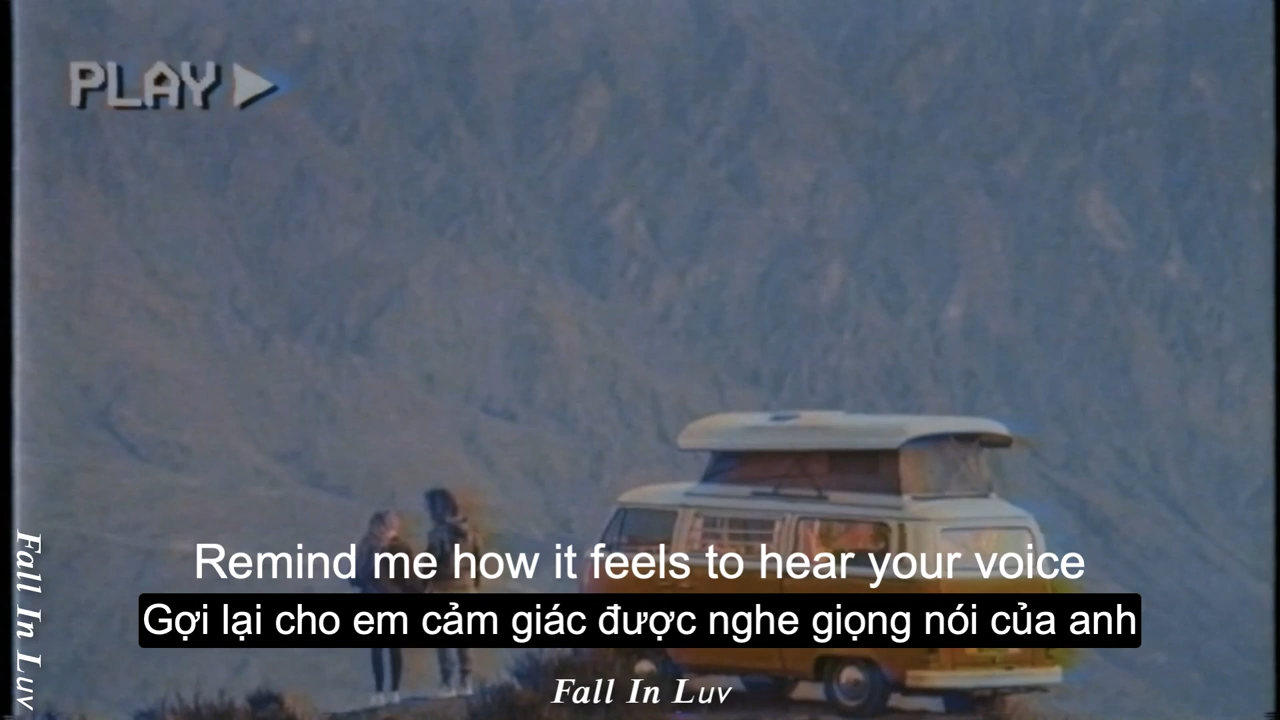 PLAY
Remind me how it feels to hear your voice
Gợi lại cho em cảm giác được nghe giọng nói của anh
Fall In Luv
Fall In Luv